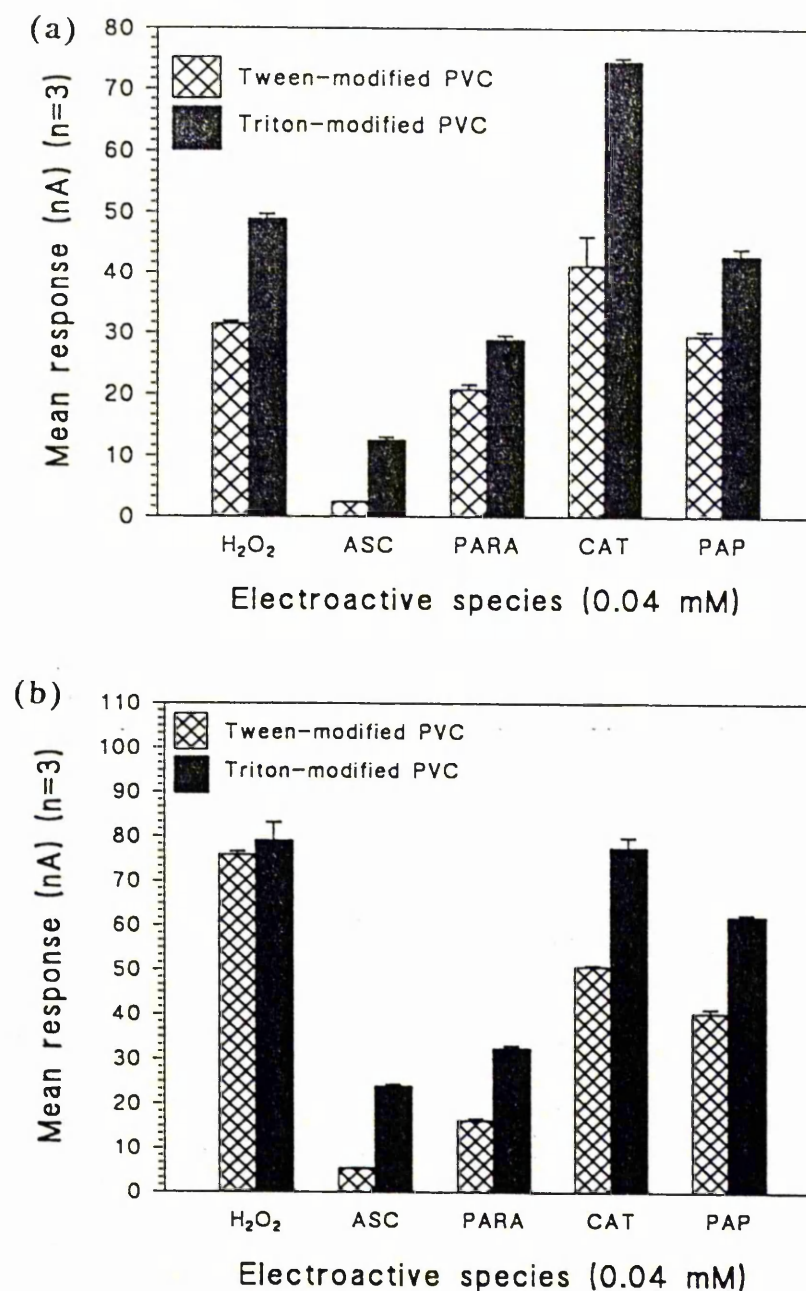 (a)
80
70
60
50
40
30
20
10
0
Mean response (nA) (n=3)
Tween-modified PVC
Triton-modified PVC
H₂O₂ ASC PARA CAT PAP
Electroactive species (0.04 mM)
(b)
110
100
90
80
70
60
50
40
30
20
10
0
Mean response (nA) (n=3)
Tween-modified PVC
Triton-modified PVC
H₂O₂ ASC PARA CAT PAP
Electroactive species (0.04 mM)